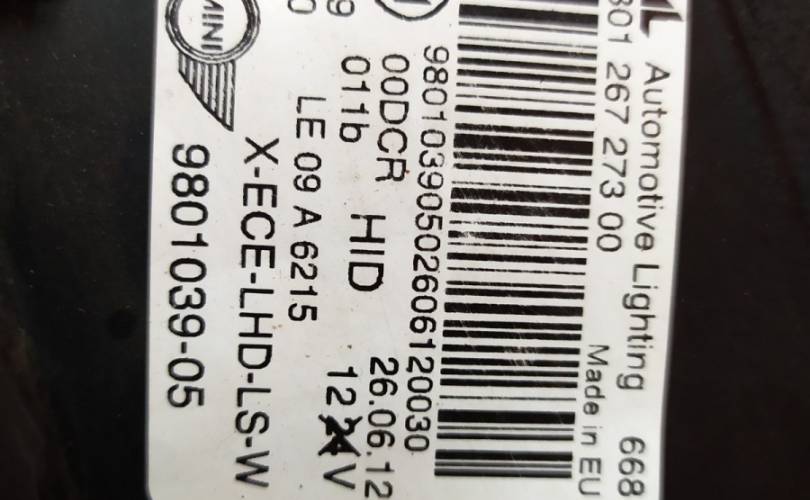 Automotive Lighting 668
801 267 273 00 Made in EU
98010390502606120030
00DCR 26.06.12
011b HID 12 V
LE 09 A 6215
X-ECE-LHD-LS-W
MINI 9801039-05